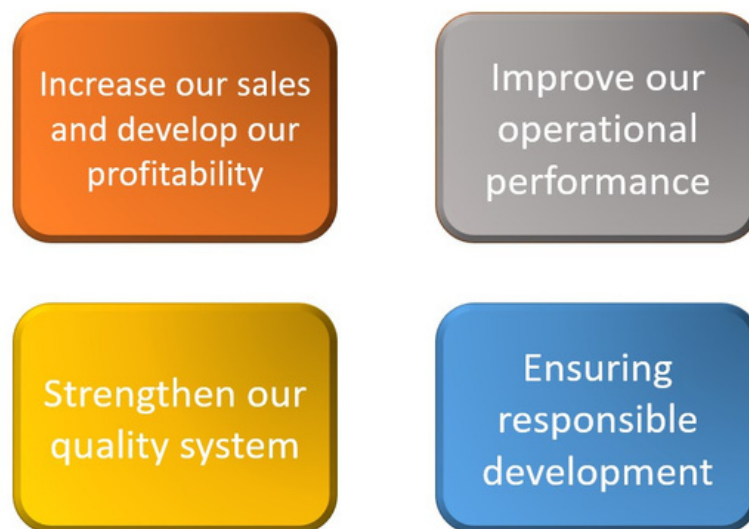 Increase our sales
and develop our
profitability
Improve our
operational
performance
Strengthen our
quality system
Ensuring
responsible
development